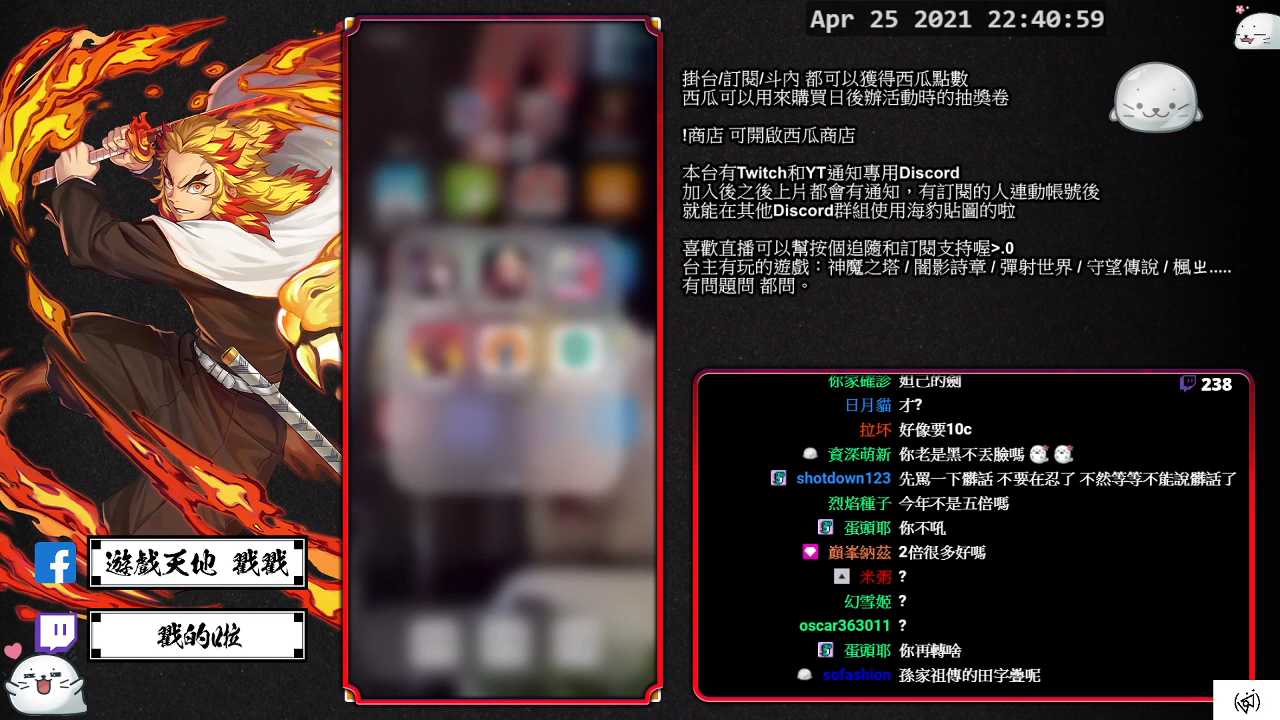 Apr 25 2021 22:40:59
掛台/訂閱/斗內 都可以獲得西瓜點數
西瓜可以用來購買日後辦活動時的抽獎卷
!商店 可開啟西瓜商店
本台有Twitch和YT通知專用Discord
加入後之後上片都會有通知，有訂閱的人連動帳號後
就能在其他Discord群組使用海豹貼圖的啦
喜歡直播可以幫按個追隨和訂閱支持喔>.0
台主有玩的遊戲：神魔之塔 / 闇影詩章 / 彈射世界 / 守望傳說 / 楓ㄓ.....
有問題問 都問。
238
你家確診 妲己的劍
日月貓 才?
拉坏 好像要10c
資深萌新 你老是黑不丟臉嗎
shotdown123 先罵一下髒話 不要在忍了 不然等等不能說髒話了
烈焰種子 今年不是五倍嗎
蛋頭耶 你不吼
巔峯納茲 2倍很多好嗎
米粥 ?
幻雪姬 ?
oscar363011 ?
蛋頭耶 你再轉啥
sofashion 孫家祖傳的田字疊呢
遊戲天地 戳戳
戳的啦